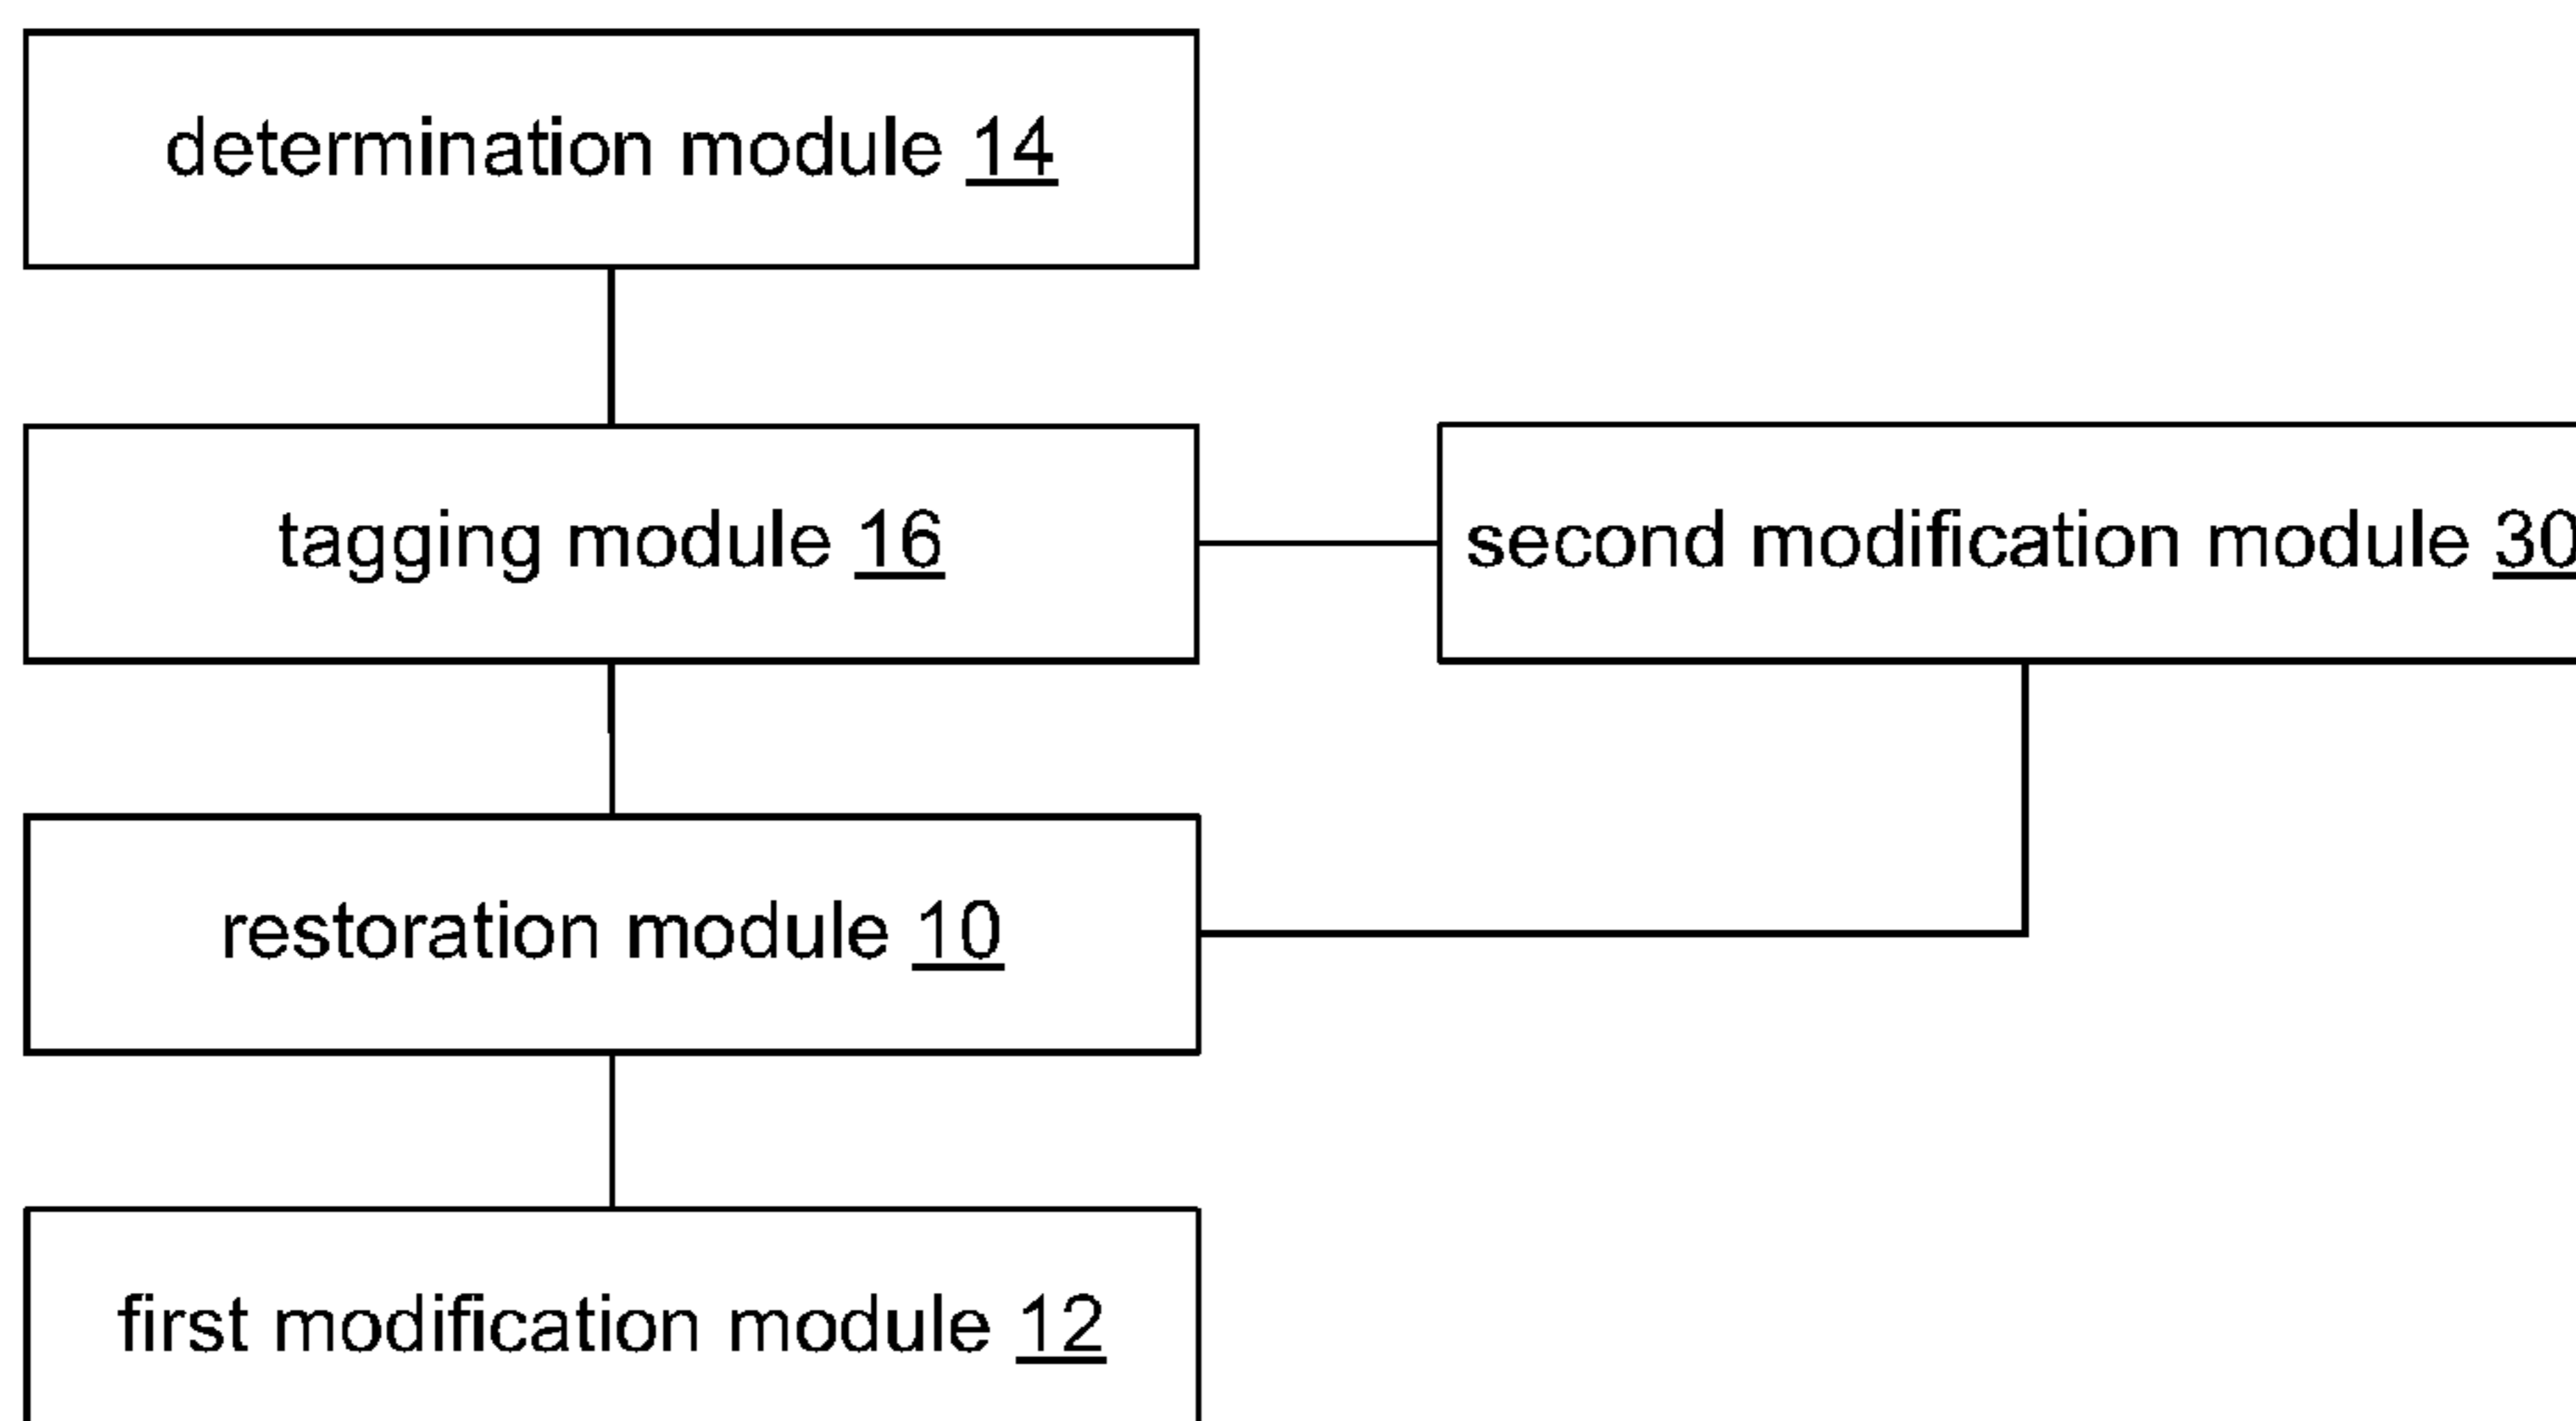 determination module 14
tagging module 16
second modification module 30
restoration module 10
first modification module 12